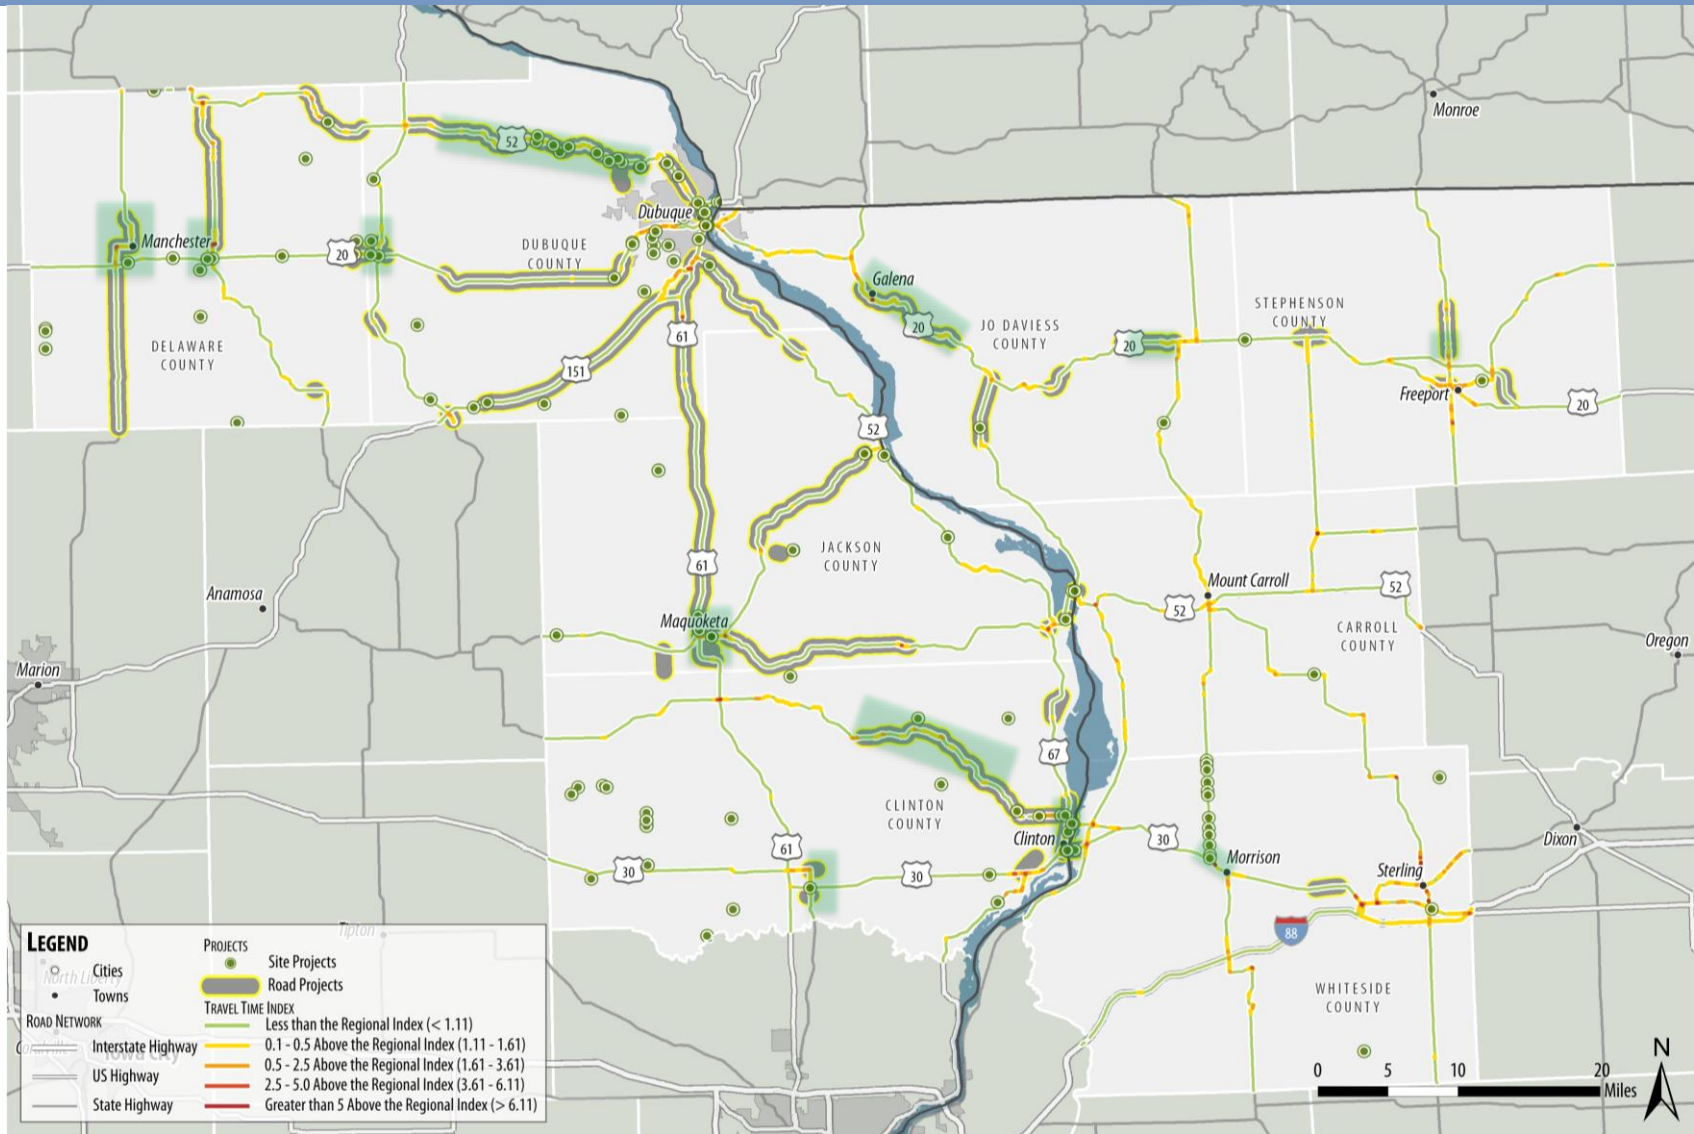 Monroe
52
Dubuque
Manchester
20
DUBUQUE
COUNTY
Galena
STEPHENSON
COUNTY
20
JO DAVIESS
COUNTY
20
61
DELAWARE
COUNTY
151
Freeport
20
52
JACKSON
COUNTY
61
Mount Carroll
52
52
Anamosa
Maquoketa
CARROLL
COUNTY
Oregon
Marion
67
CLINTON
COUNTY
Clinton
30
Dixon
61
Morrison
30
30
Sterling
88
WHITESIDE
COUNTY
Tipton
LEGEND
Cities
North Liberty
Towns
ROAD NETWORK
Interstate Highway
Iowa City
US Highway
State Highway
PROJECTS
Site Projects
Road Projects
TRAVEL TIME INDEX
Less than the Regional Index (< 1.11)
0.1 - 0.5 Above the Regional Index (1.11 - 1.61)
0.5 - 2.5 Above the Regional Index (1.61 - 3.61)
2.5 - 5.0 Above the Regional Index (3.61 - 6.11)
Greater than 5 Above the Regional Index (> 6.11)
0 5 10 20
Miles
N